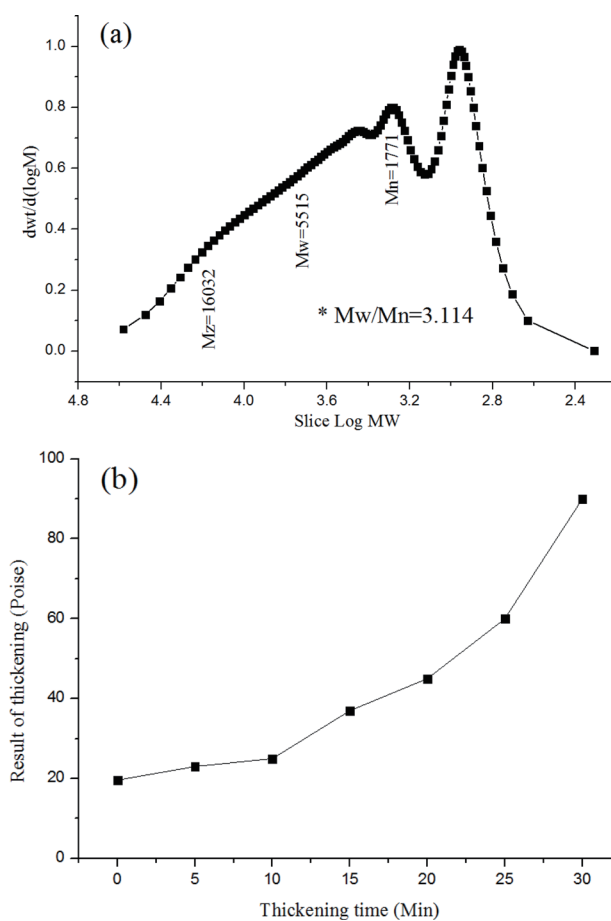 (a)
1.0
0.8
0.6
0.4
0.2
0.0
dwt/d(logM)
Mz=16032
Mw=5515
Mn=1771
* Mw/Mn=3.114
4.8 4.4 4.0 3.6 3.2 2.8 2.4
Slice Log MW
(b)
100
80
60
40
20
0
Result of thickening (Poise)
0 5 10 15 20 25 30
Thickening time (Min)